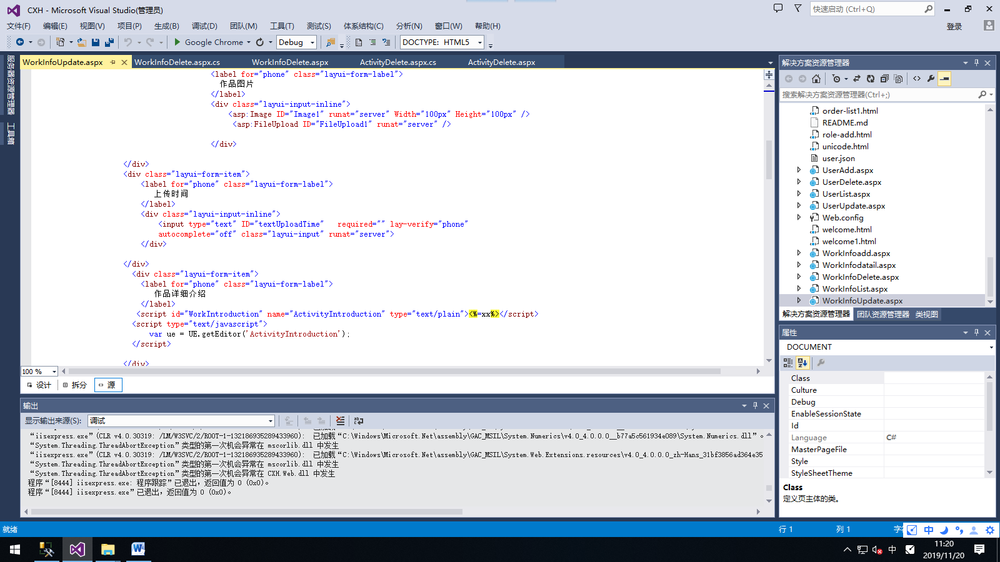 CXH - Microsoft Visual Studio(管理员)
快速启动 (Ctrl+Q)
文件(F) 编辑(E) 视图(V) 项目(P) 生成(B) 调试(D) 团队(M) 工具(T) 测试(S) 体系结构(C) 分析(N) 窗口(W) 帮助(H)
登录
Google Chrome Debug DOCTYPE: HTML5
服务器资源管理器
工具箱
WorkInfoUpdate.aspx WorkInfoDelete.aspx.cs WorkInfoDelete.aspx ActivityDelete.aspx.cs ActivityDelete.aspx
<label for="phone" class="layui-form-label">
作品图片
</label>
<div class="layui-input-inline">
<asp:Image ID="Image1" runat="server" Width="100px" Height="100px" />
<asp:FileUpload ID="FileUpload1" runat="server" />
</div>
</div>
<div class="layui-form-item">
<label for="phone" class="layui-form-label">
上传时间
</label>
<div class="layui-input-inline">
<input type="text" ID="textUploadTime" required="" lay-verify="phone"
autocomplete="off" class="layui-input" runat="server">
</div>
</div>
<div class="layui-form-item">
<label for="phone" class="layui-form-label">
作品详细介绍
</label>
<script id="WorkIntroduction" name="ActivityIntroduction" type="text/plain"><%=xx%></script>
<script type="text/javascript">
var ue = UE.getEditor('ActivityIntroduction');
</script>
</div>
100 %
设计 拆分 源
输出
显示输出来源(S): 调试
“iisexpress.exe”(CLR v4.0.30319: /LM/W3SVC/2/ROOT-1-132186935289433960): 已加载“C:\Windows\Microsoft.Net\assembly\GAC_MSIL\System.Numerics\v4.0_4.0.0.0__b77a5c561934e089\System.Numerics.dll”。
“System.Threading.ThreadAbortException”类型的第一次机会异常在 mscorlib.dll 中发生
“iisexpress.exe”(CLR v4.0.30319: /LM/W3SVC/2/ROOT-1-132186935289433960): 已加载“C:\Windows\Microsoft.Net\assembly\GAC_MSIL\System.Web.Extensions.resources\v4.0_4.0.0.0_zh-Hans_31bf3856ad364e35
“System.Threading.ThreadAbortException”类型的第一次机会异常在 mscorlib.dll 中发生
“System.Threading.ThreadAbortException”类型的第一次机会异常在 CXH.Web.dll 中发生
程序“[8444] iisexpress.exe: 程序跟踪”已退出，返回值为 0 (0x0)。
程序“[8444] iisexpress.exe”已退出，返回值为 0 (0x0)。
解决方案资源管理器
搜索解决方案资源管理器(Ctrl+;)
order-list1.html
README.md
role-add.html
unicode.html
user.json
UserAdd.aspx
UserDelete.aspx
UserList.aspx
UserUpdate.aspx
Web.config
welcome.html
welcome1.html
WorkInfoadd.aspx
WorkInfodatail.aspx
WorkInfoDelete.aspx
WorkInfoList.aspx
WorkInfoUpdate.aspx
解决方案资源管理器 团队资源管理器 类视图
属性
DOCUMENT
Class
Culture
Debug
EnableSessionState
Id
Language C#
MasterPageFile
Style
StyleSheetTheme
Class
定义页主体的类。
就绪 行 1 列 1
中
中
11:20
2019/11/20